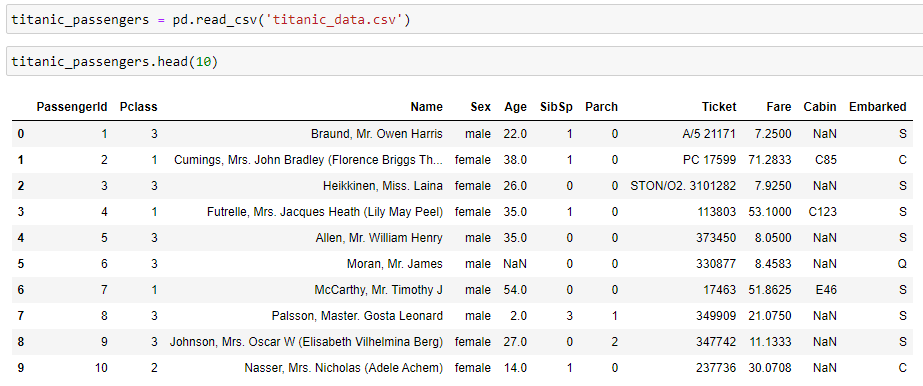 titanic_passengers = pd.read_csv('titanic_data.csv')
titanic_passengers.head(10)
PassengerId Pclass Name Sex Age SibSp Parch Ticket Fare Cabin Embarked
0 1 3 Braund, Mr. Owen Harris male 22.0 1 0 A/5 21171 7.2500 NaN S
1 2 1 Cumings, Mrs. John Bradley (Florence Briggs Th... female 38.0 1 0 PC 17599 71.2833 C85 C
2 3 3 Heikkinen, Miss. Laina female 26.0 0 0 STON/O2. 3101282 7.9250 NaN S
3 4 1 Futrelle, Mrs. Jacques Heath (Lily May Peel) female 35.0 1 0 113803 53.1000 C123 S
4 5 3 Allen, Mr. William Henry male 35.0 0 0 373450 8.0500 NaN S
5 6 3 Moran, Mr. James male NaN 0 0 330877 8.4583 NaN Q
6 7 1 McCarthy, Mr. Timothy J male 54.0 0 0 17463 51.8625 E46 S
7 8 3 Palsson, Master. Gosta Leonard male 2.0 3 1 349909 21.0750 NaN S
8 9 3 Johnson, Mrs. Oscar W (Elisabeth Vilhelmina Berg) female 27.0 0 2 347742 11.1333 NaN S
9 10 2 Nasser, Mrs. Nicholas (Adele Achem) female 14.0 1 0 237736 30.0708 NaN C